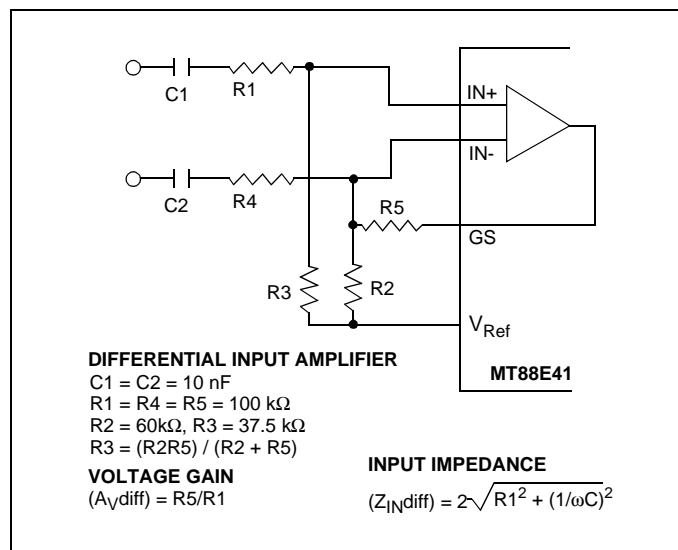 C1
R1
IN+
IN-
C2
R4
R5
GS
R3
R2
VRef
MT88E41
DIFFERENTIAL INPUT AMPLIFIER
C1 = C2 = 10 nF
R1 = R4 = R5 = 100 kΩ
R2 = 60kΩ, R3 = 37.5 kΩ
R3 = (R2R5) / (R2 + R5)
VOLTAGE GAIN
(AVdiff) = R5/R1
INPUT IMPEDANCE
(ZINdiff) = 2√R1² + (1/ωC)²